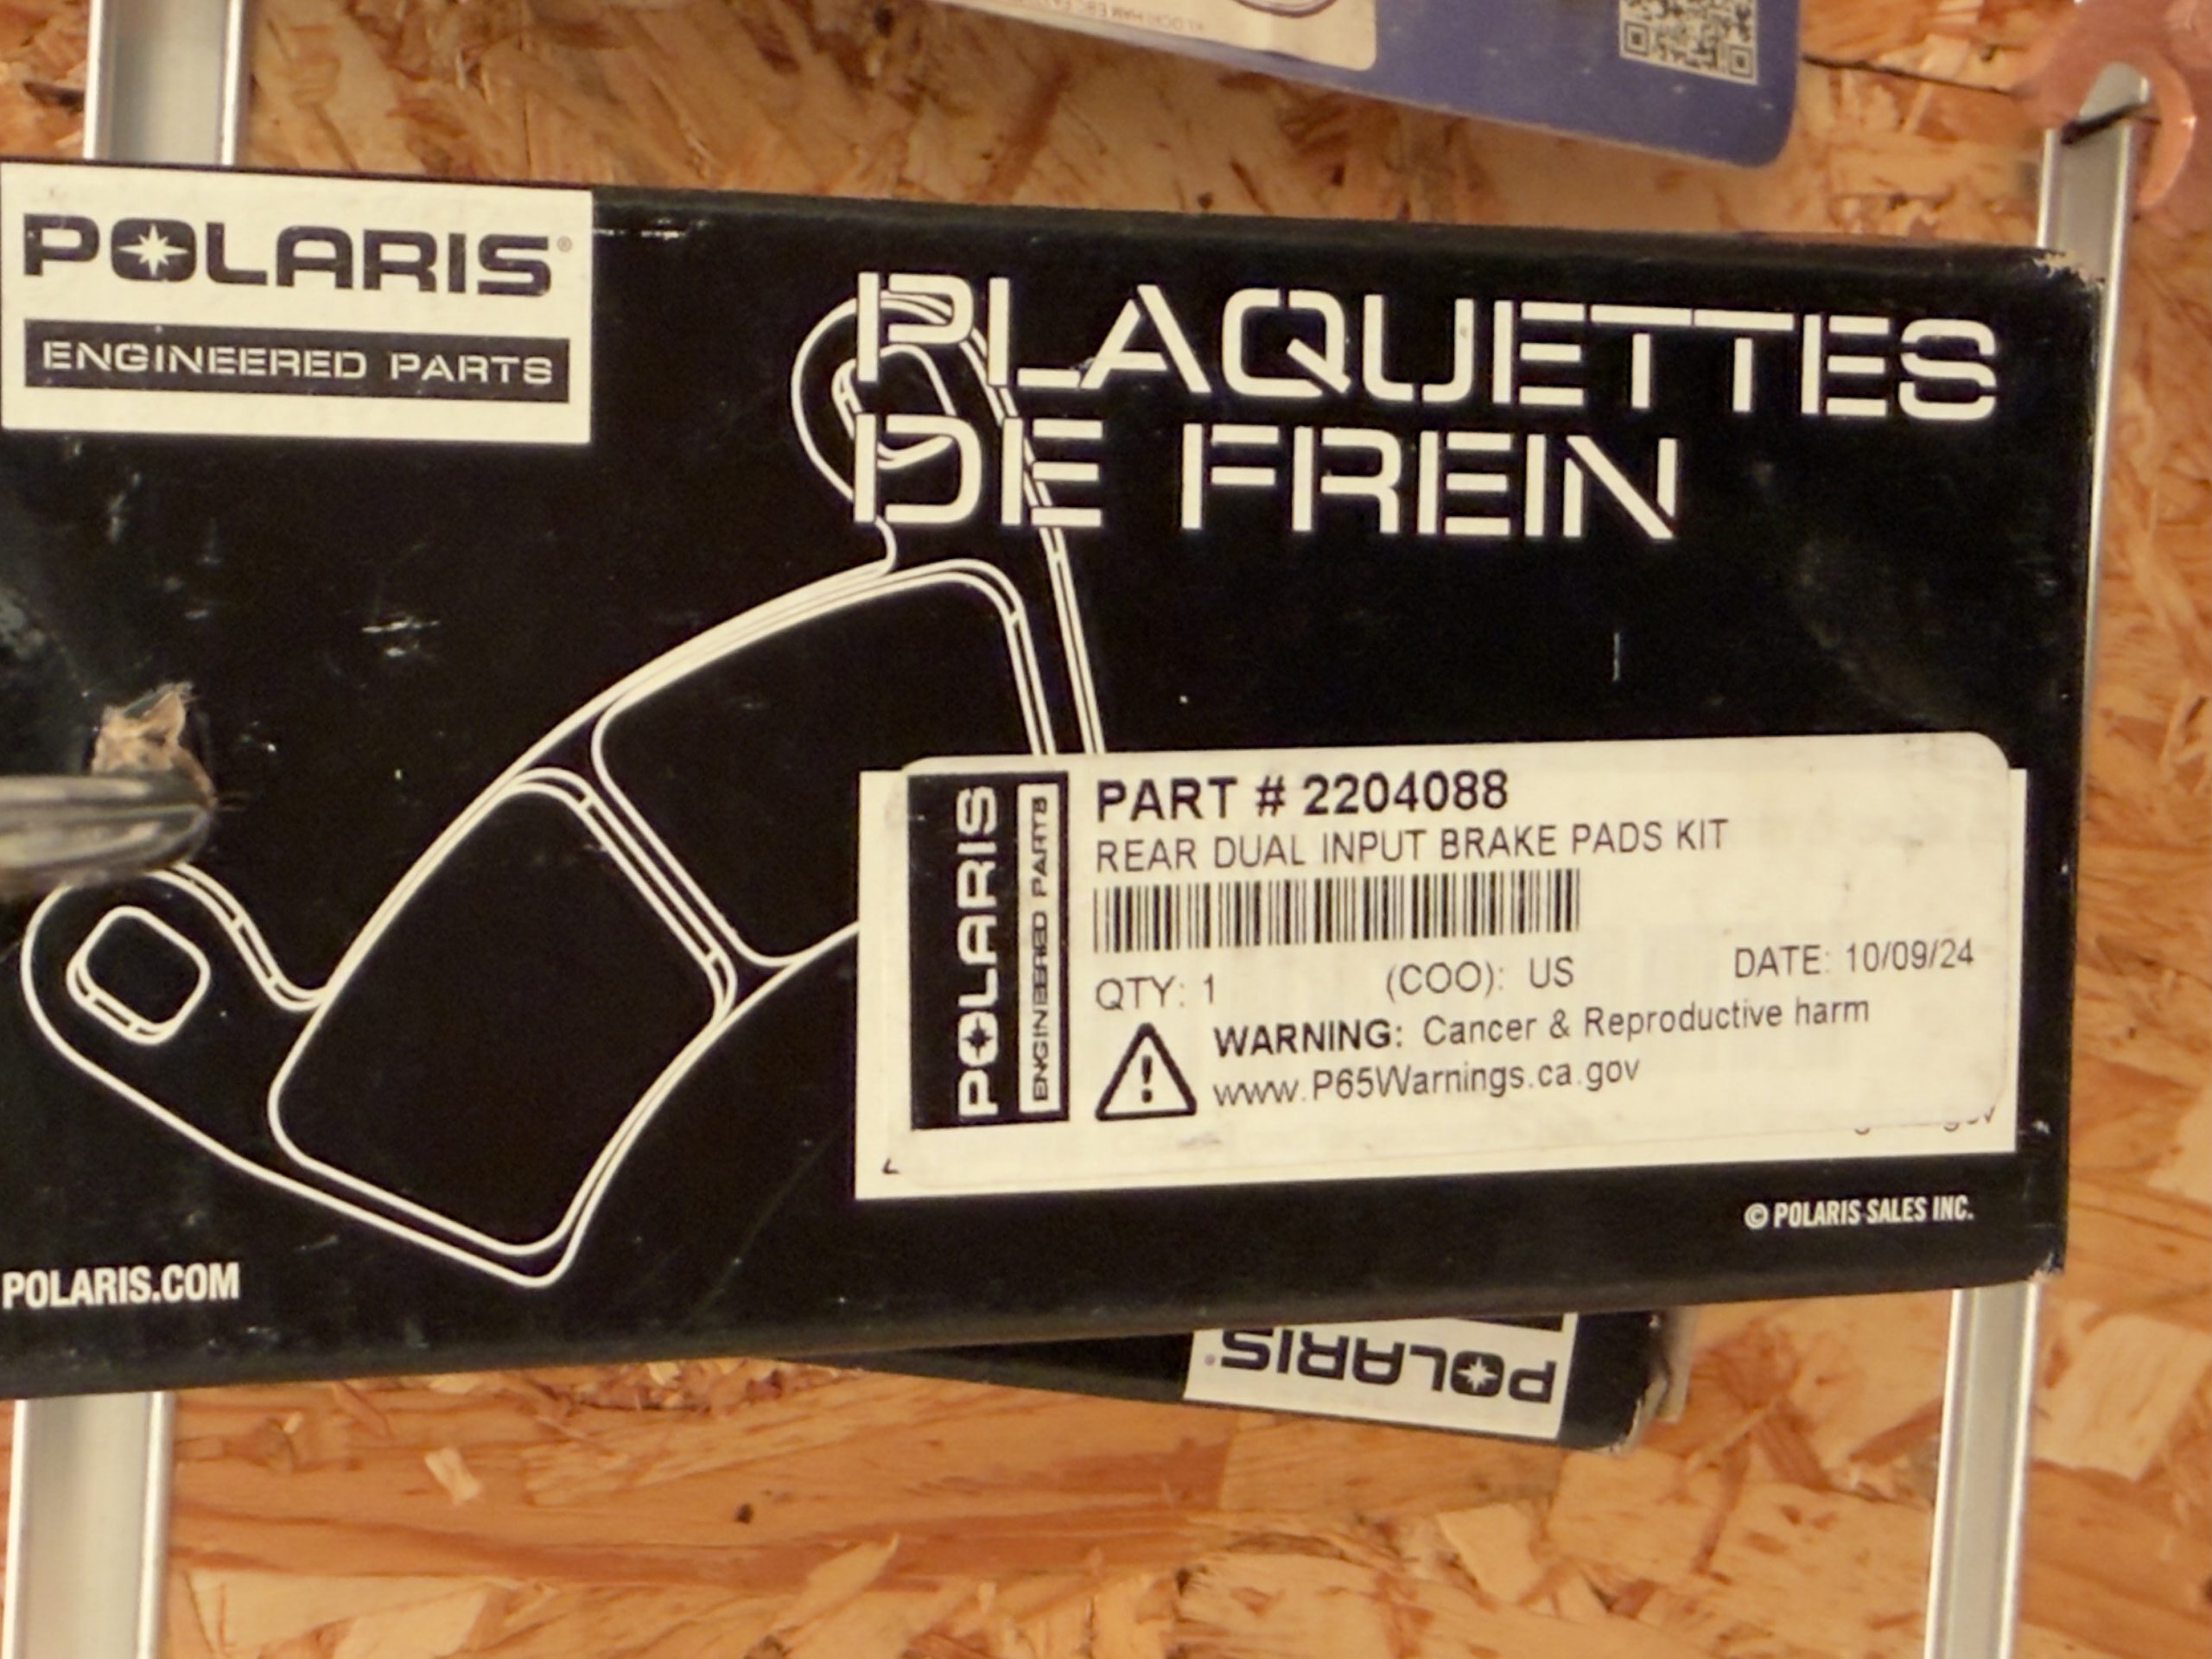 POLARIS®
ENGINEERED PARTS
PLAQUETTES
DE FREIN
POLARIS
ENGINEERED PARTS
PART # 2204088
REAR DUAL INPUT BRAKE PADS KIT
QTY: 1 (COO): US DATE: 10/09/24
WARNING: Cancer & Reproductive harm
www.P65Warnings.ca.gov
© POLARIS SALES INC.
POLARIS.COM
POLARIS®